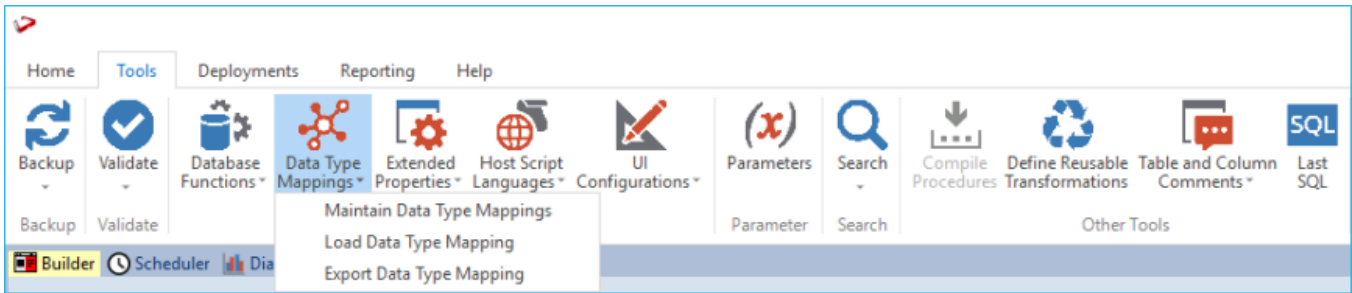 Home Tools Deployments Reporting Help
(x)
SQL
Backup Validate Database Data Type Extended Host Script UI Parameters Search Compile Define Reusable Table and Column Last
Functions Mappings Properties Languages Configurations Procedures Transformations Comments SQL
Maintain Data Type Mappings
Backup Validate Parameter Search Other Tools
Load Data Type Mapping
Builder Scheduler Dia
Export Data Type Mapping